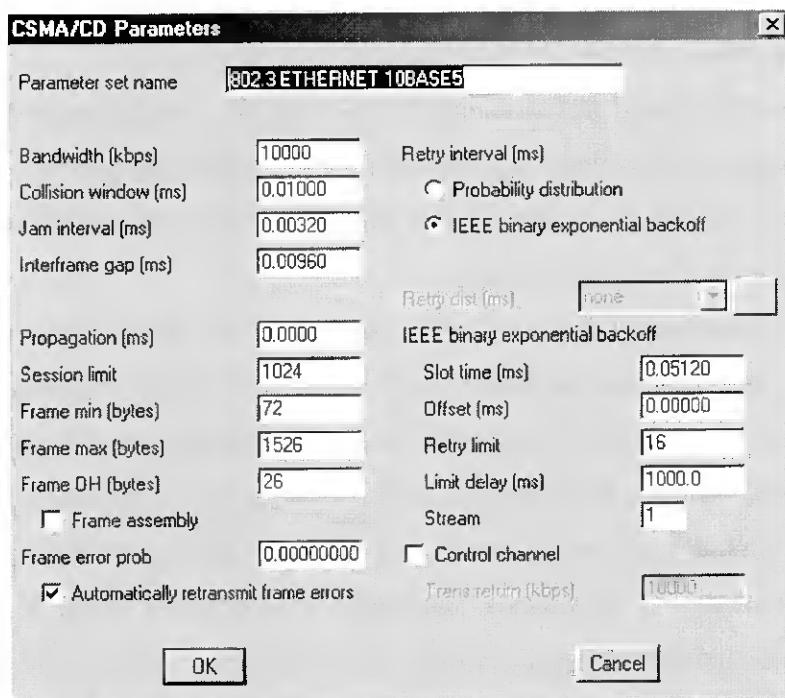 CSMA/CD Parameters
Parameter set name 802.3 ETHERNET 10BASE5
Bandwidth (kbps) 10000
Collision window (ms) 0.01000
Jam interval (ms) 0.00320
Interframe gap (ms) 0.00960
Retry interval (ms)
Probability distribution
IEEE binary exponential backoff
Retry dist (ms) none
Propagation (ms) 0.0000
Session limit 1024
Frame min (bytes) 72
Frame max (bytes) 1526
Frame OH (bytes) 26
Frame assembly
Frame error prob 0.00000000
Automatically retransmit frame errors
IEEE binary exponential backoff
Slot time (ms) 0.05120
Offset (ms) 0.00000
Retry limit 16
Limit delay (ms) 1000.0
Stream 1
Control channel
Trans return (kbps) 10000
OK
Cancel